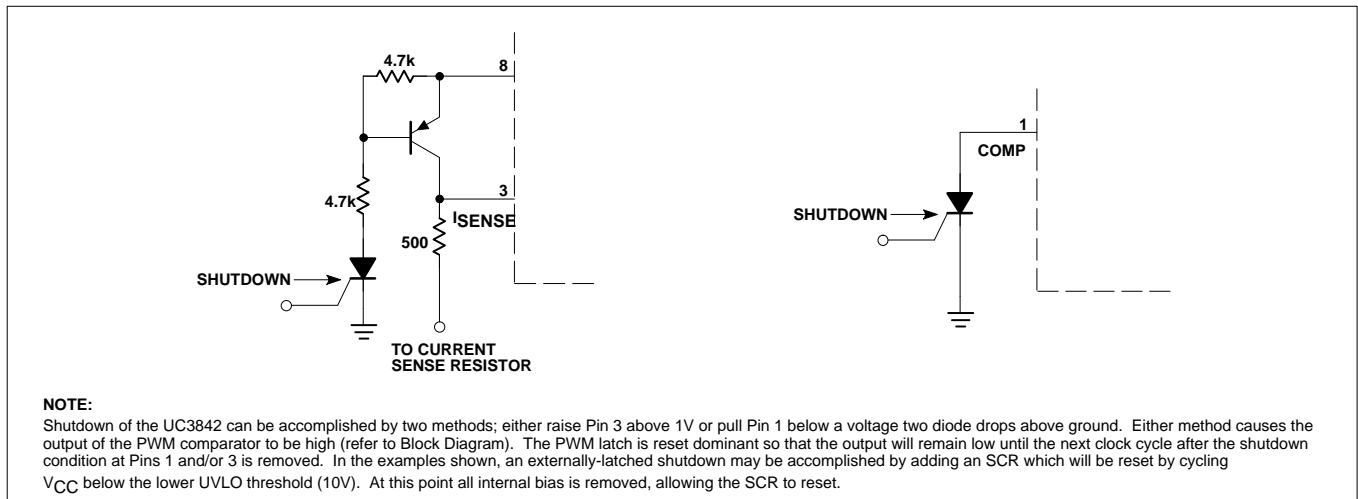 4.7k
8
4.7k
3
ISENSE
500
SHUTDOWN
TO CURRENT
SENSE RESISTOR
1
COMP
SHUTDOWN
NOTE:
Shutdown of the UC3842 can be accomplished by two methods; either raise Pin 3 above 1V or pull Pin 1 below a voltage two diode drops above ground. Either method causes the
output of the PWM comparator to be high (refer to Block Diagram). The PWM latch is reset dominant so that the output will remain low until the next clock cycle after the shutdown
condition at Pins 1 and/or 3 is removed. In the examples shown, an externally-latched shutdown may be accomplished by adding an SCR which will be reset by cycling
VCC below the lower UVLO threshold (10V). At this point all internal bias is removed, allowing the SCR to reset.